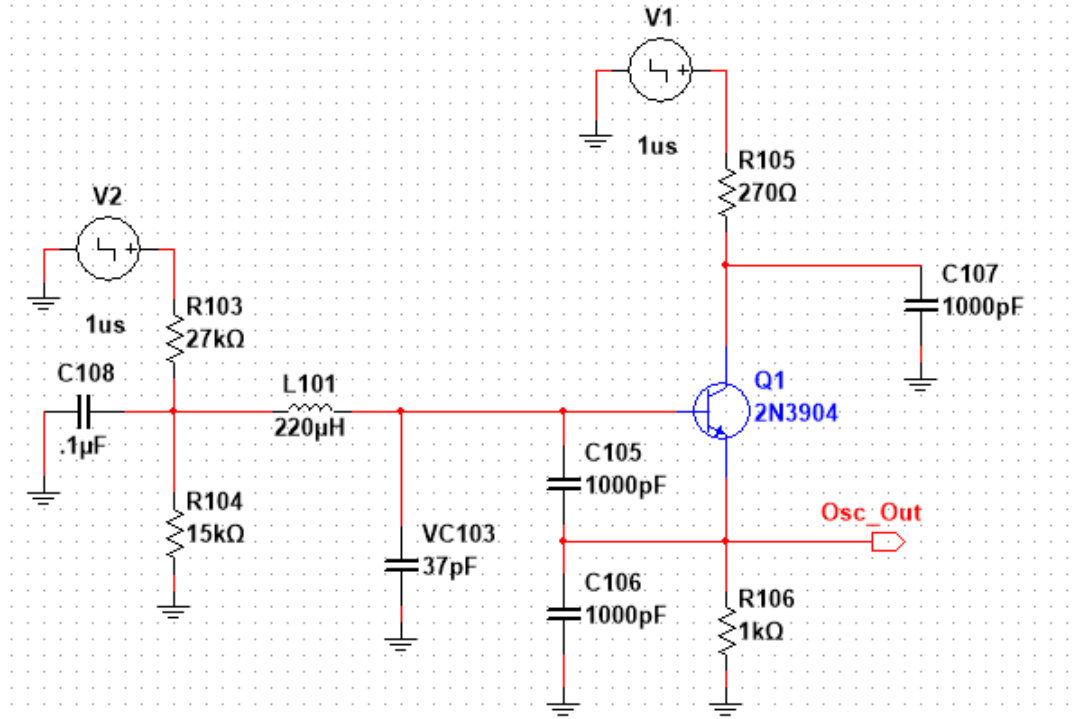 V1
1us
R105
270Ω
V2
1us
R103
27kΩ
C107
1000pF
C108
.1µF
L101
220µH
Q1
2N3904
C105
1000pF
R104
15kΩ
VC103
37pF
Osc_Out
C106
1000pF
R106
1kΩ